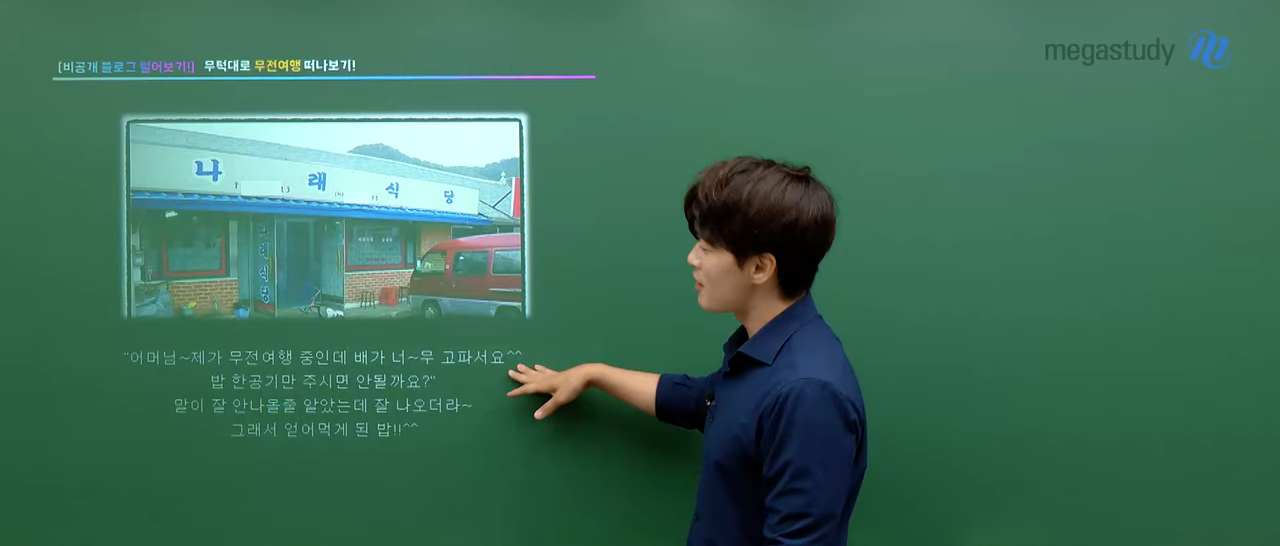 [비공개 블로그 털어보기!] 무턱대로 무전여행 떠나보기!
megastudy
나래식당
나래식당
"어머님~제가 무전여행 중인데 배가 너~무 고파서요^^
밥 한공기만 주시면 안될까요?"
말이 잘 안나올줄 알았는데 잘 나오더라~
그래서 얻어먹게 된 밥!!^^